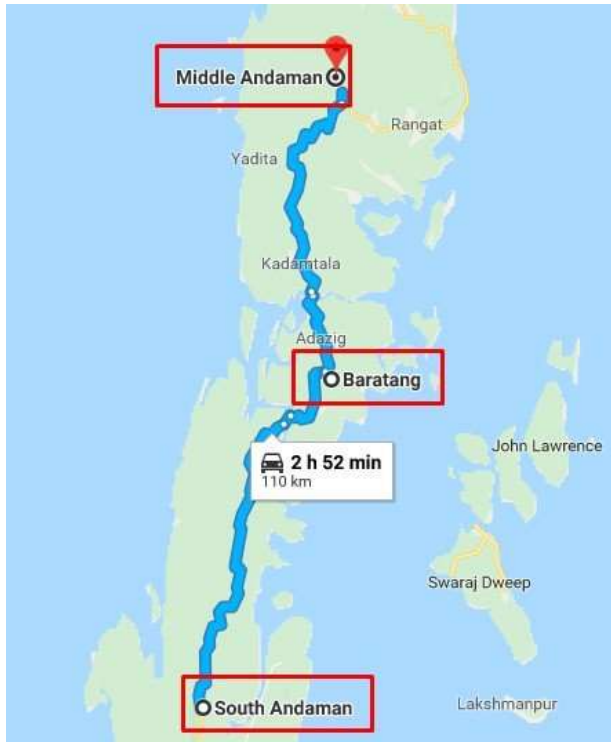 Middle Andaman
Rangat
Yadita
Kadamtala
Adazig
Baratang
John Lawrence
2 h 52 min
110 km
Swaraj Dweep
South Andaman
Lakshmanpur